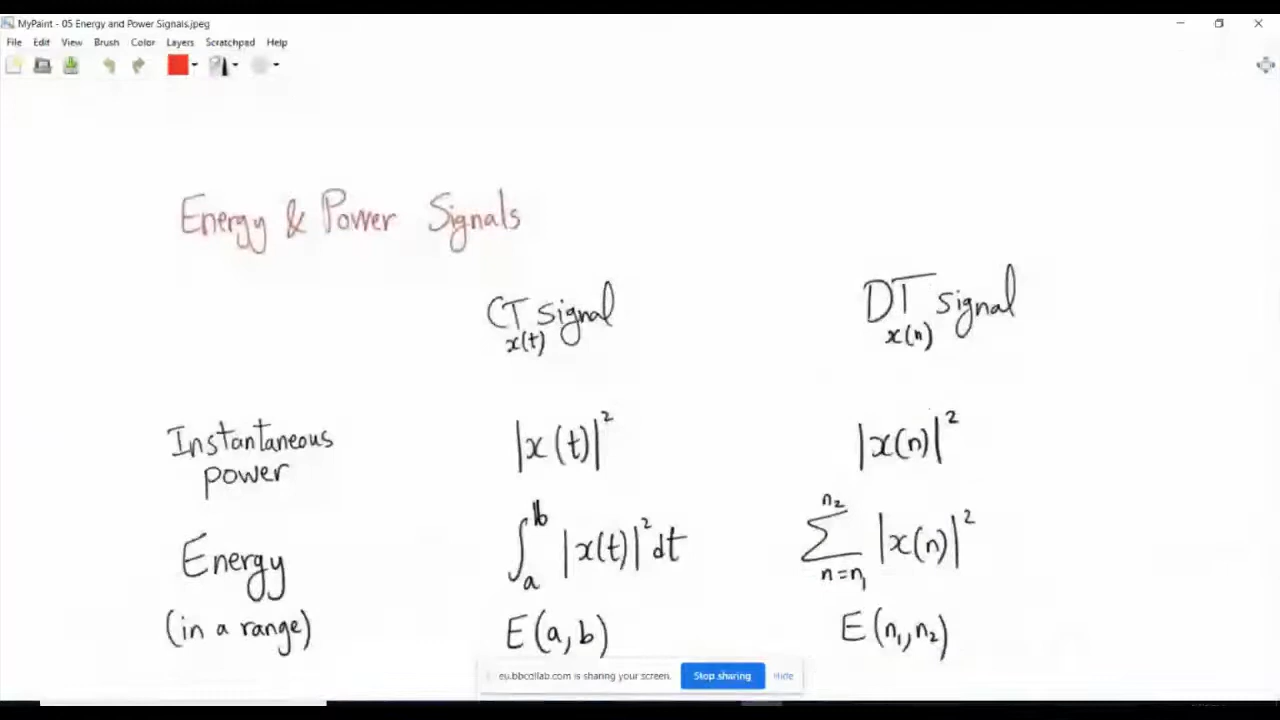 MyPaint - 05 Energy and Power Signals.jpeg
File Edit View Brush Color Layers Scratchpad Help
Energy & Power Signals
CT signal DT signal
x(t) x(n)
Instantaneous power |x(t)|² |x(n)|²
Energy ∫ₐᵇ |x(t)|² dt ∑ₙ₌ₙ₁ⁿ² |x(n)|²
(in a range) E(a,b) E(n₁,n₂)
eu.bbcollab.com is sharing your screen. Stop sharing Hide